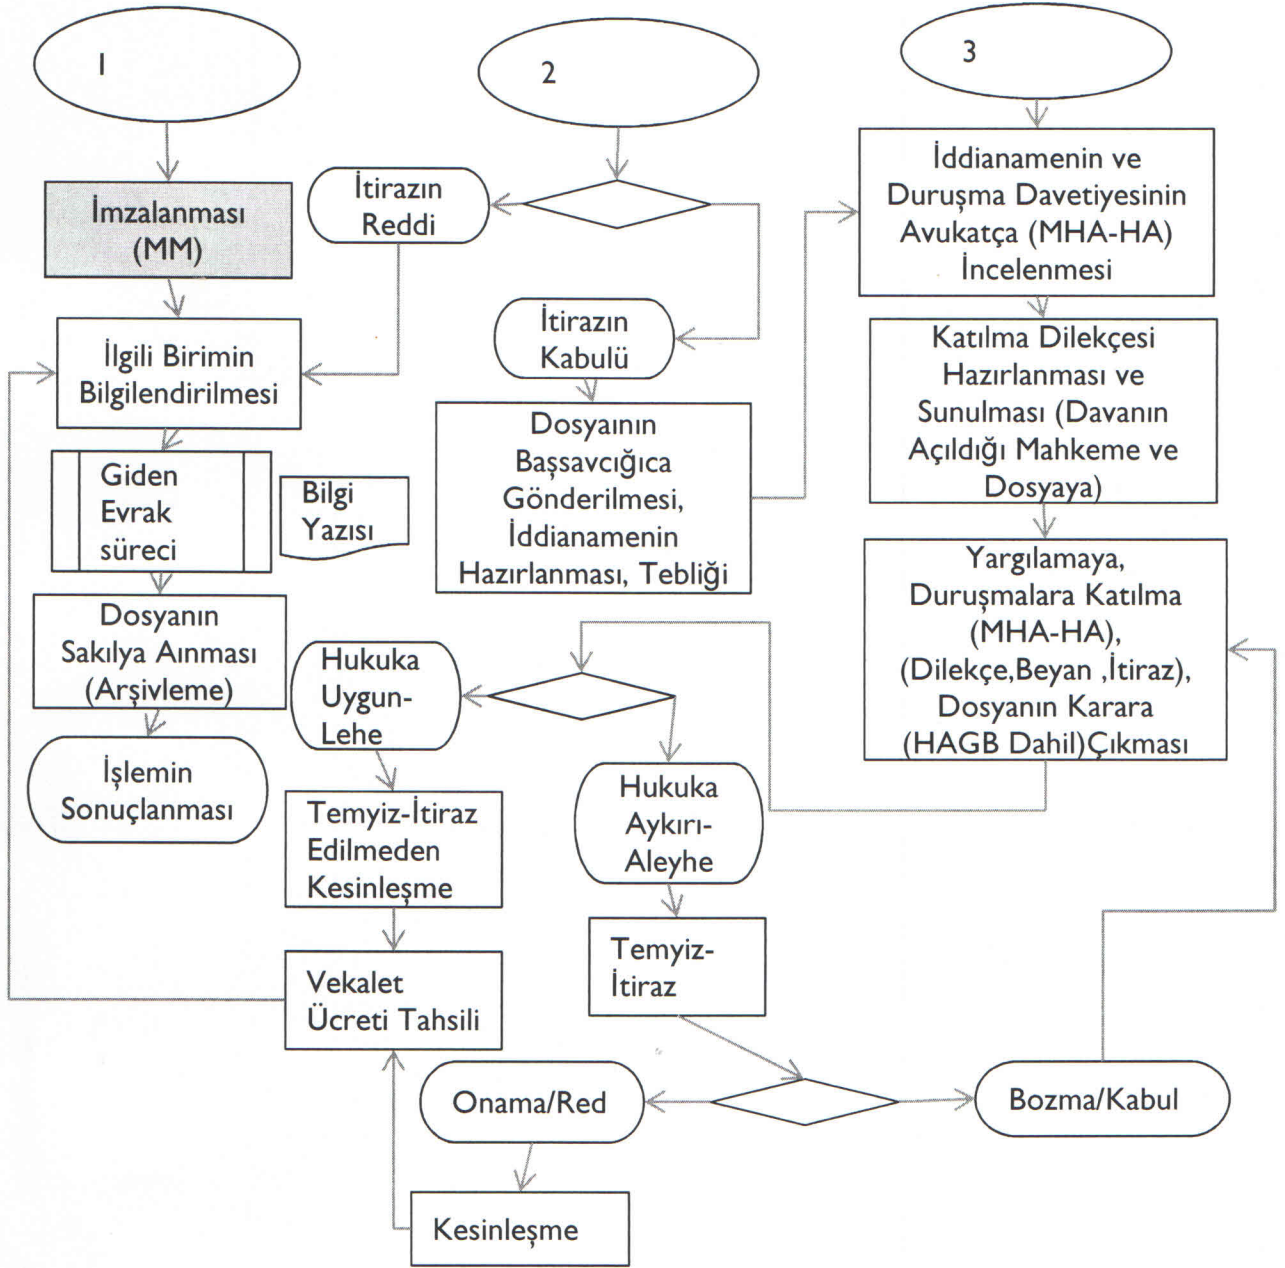 1
2
3
İmzalanması
(MM)
İtirazın
Reddi
İddianamenin ve
Duruşma Davetiyesinin
Avukatça (MHA-HA)
İncelenmesi
İlgili Birimin
Bilgilendirilmesi
İtirazın
Kabulü
Katılma Dilekçesi
Hazırlanması ve
Sunulması (Davanın
Açıldığı Mahkeme ve
Dosyaya)
Giden
Evrak
süreci
Bilgi
Yazısı
Dosyaının
Başsavcığıca
Gönderilmesi,
İddianamenin
Hazırlanması, Tebliği
Yargılamaya,
Duruşmalara Katılma
(MHA-HA),
(Dilekçe,Beyan ,İtiraz),
Dosyanın Karara
(HAGB Dahil)Çıkması
Dosyanın
Sakılya Aınması
(Arşivleme)
Hukuka
Uygun-
Lehe
İşlemin
Sonuçlanması
Hukuka
Aykırı-
Aleyhe
Temyiz-İtiraz
Edilmeden
Kesinleşme
Temyiz-
İtiraz
Vekalet
Ücreti Tahsili
Onama/Red
Bozma/Kabul
Kesinleşme